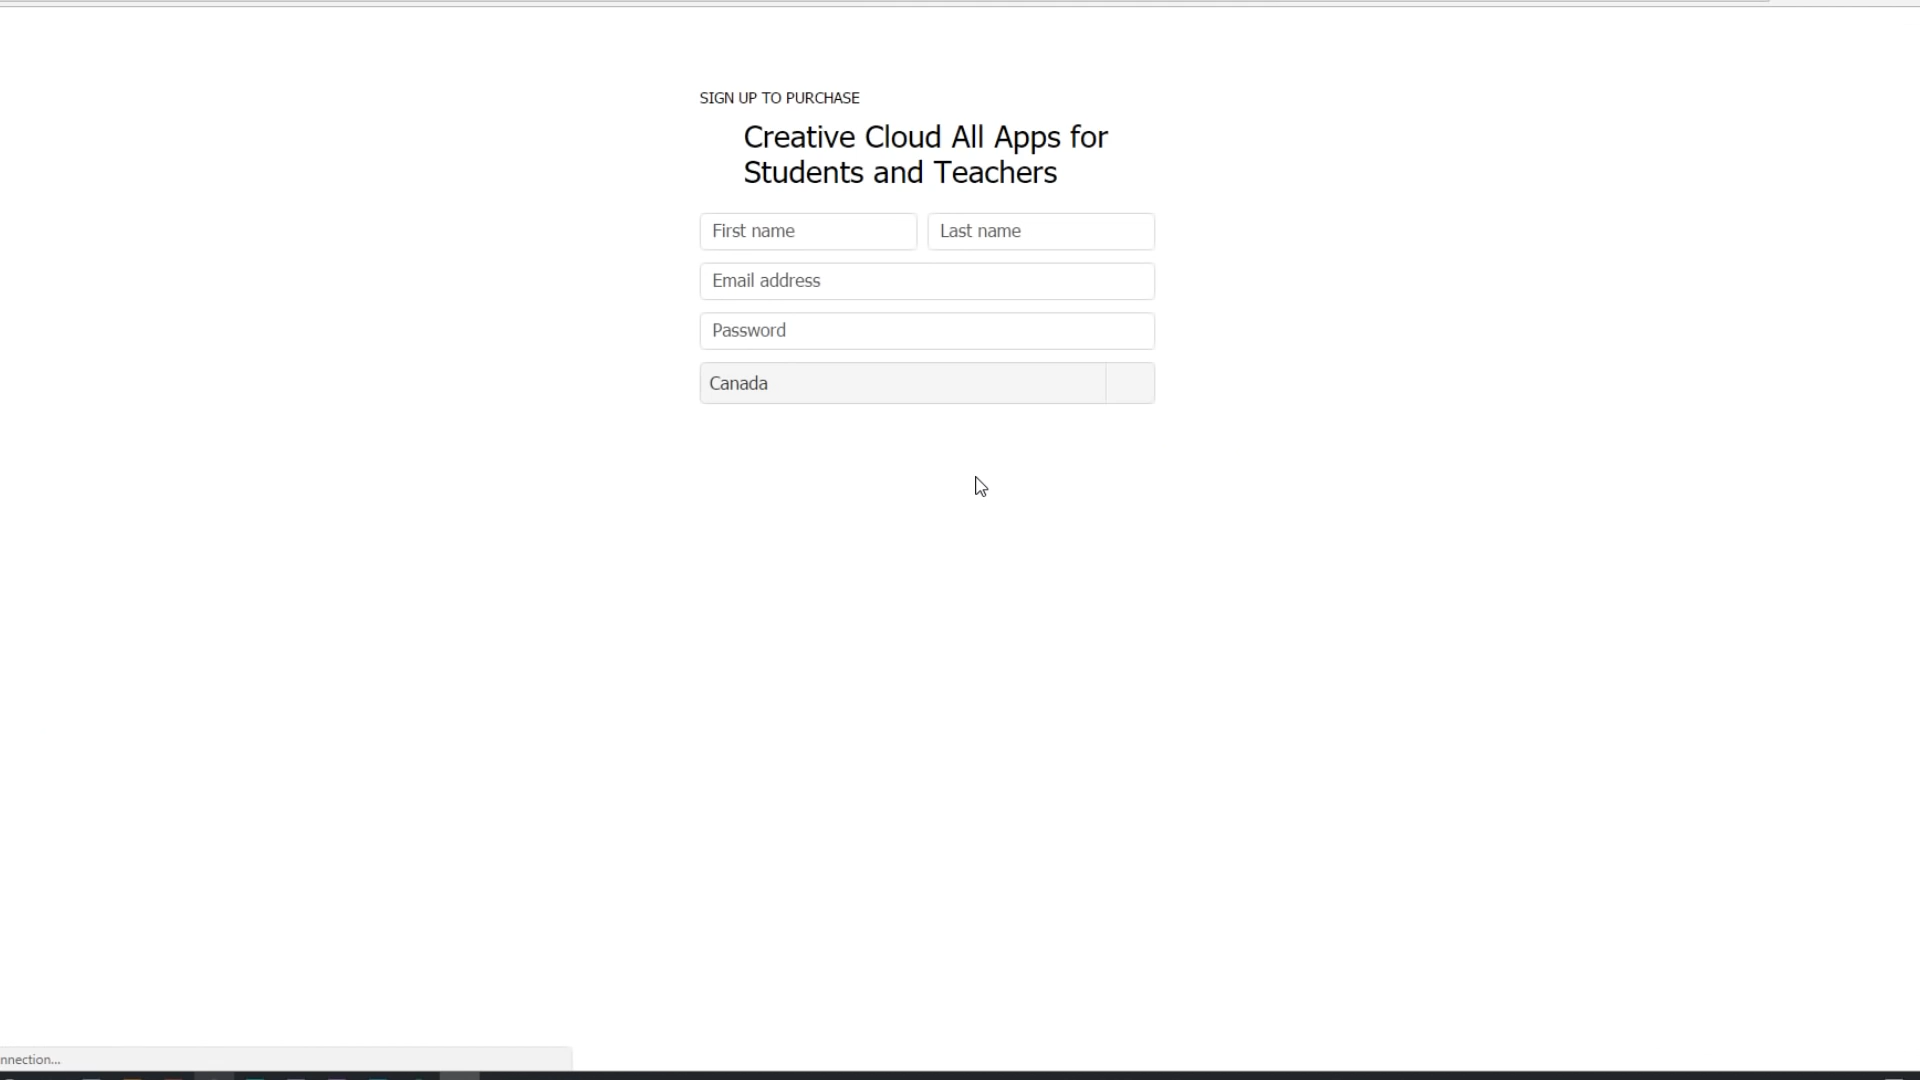 SIGN UP TO PURCHASE
Creative Cloud All Apps for
Students and Teachers
First name
Last name
Email address
Password
Canada
nnection...